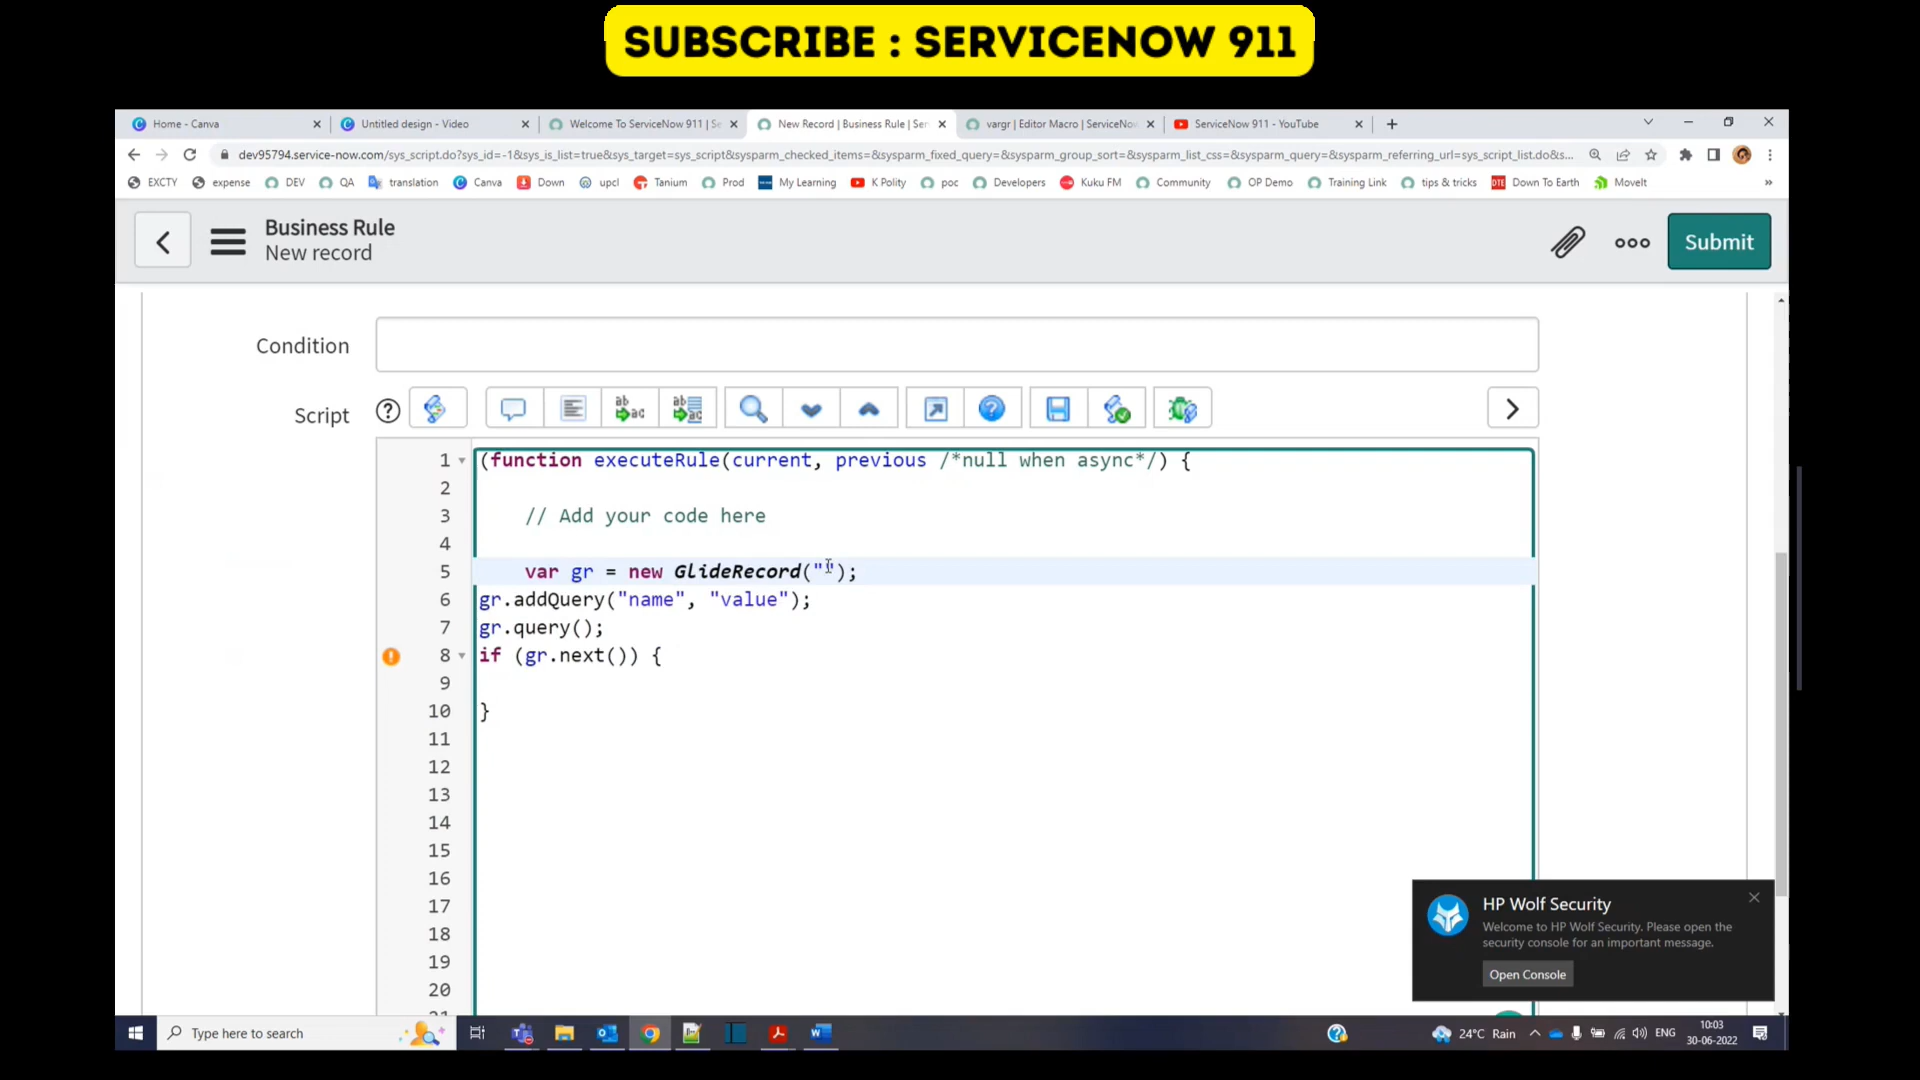 SUBSCRIBE : SERVICENOW 911
Home - Canva
Untitled design - Video
Welcome To ServiceNow 911 | Se
New Record | Business Rule | Ser
vargr | Editor Macro | ServiceNov
ServiceNow 911 - YouTube
dev95794.service-now.com/sys_script.do?sys_id=-1&sys_is_list=true&sys_target=sys_script&sysparm_checked_items=&sysparm_fixed_query=&sysparm_group_sort=&sysparm_list_css=&sysparm_query=&sysparm_referring_url=sys_script_list.do&s...
EXCTY
expense
DEV
QA
translation
Canva
Down
upcl
Tanium
Prod
My Learning
K Polity
poc
Developers
Kuku FM
Community
OP Demo
Training Link
tips & tricks
DTE
Down To Earth
MoveIt
Business Rule
New record
Submit
Condition
Script
1 (function executeRule(current, previous /*null when async*/) {
2
3 // Add your code here
4
5 var gr = new GlideRecord("");
6 gr.addQuery("name", "value");
7 gr.query();
8 if (gr.next()) {
9
10 }
11
12
13
14
15
16
17
18
19
20
HP Wolf Security
Welcome to HP Wolf Security. Please open the
security console for an important message.
Open Console
Type here to search
24°C Rain
ENG
10:03
30-06-2022